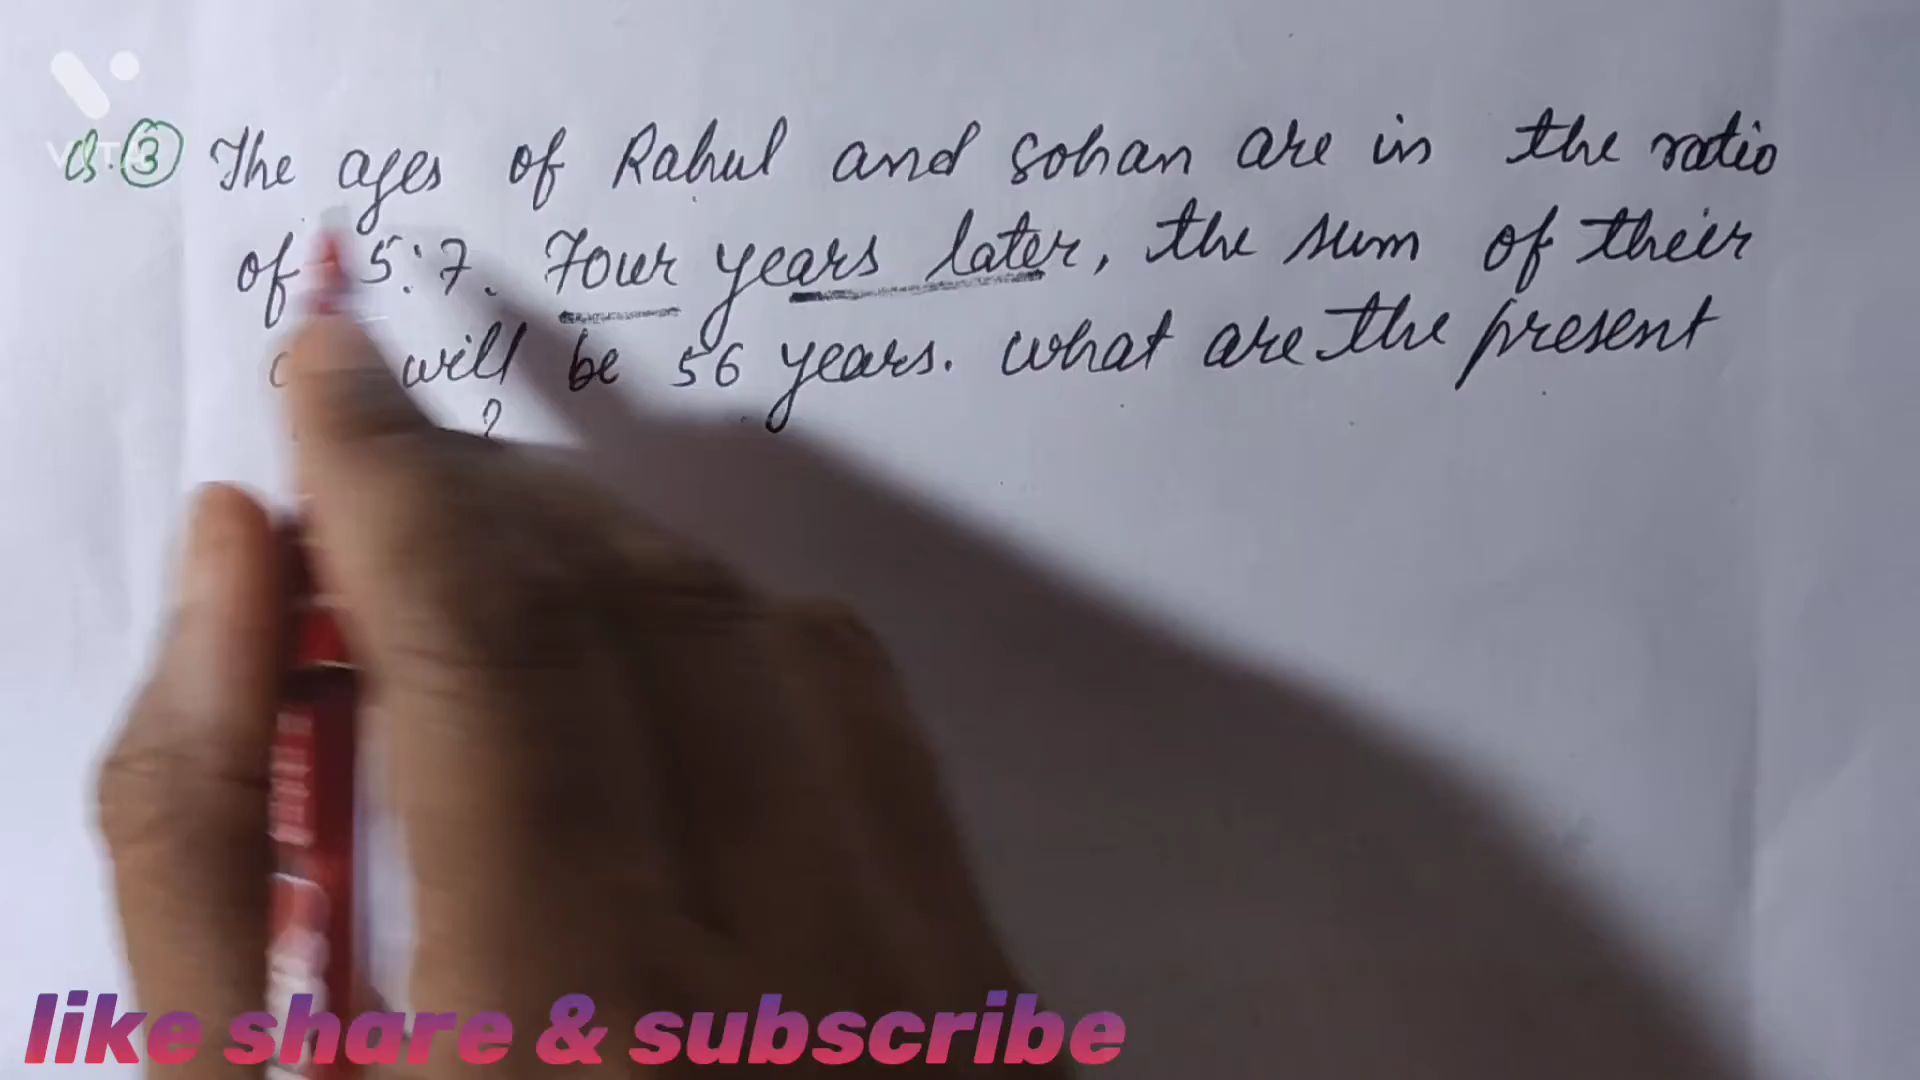 Q.③ The ages of Rahul and Sohan are in the ratio
of 5:7. Four years later, the sum of their
will be 56 years. what are the present
?
like share & subscribe